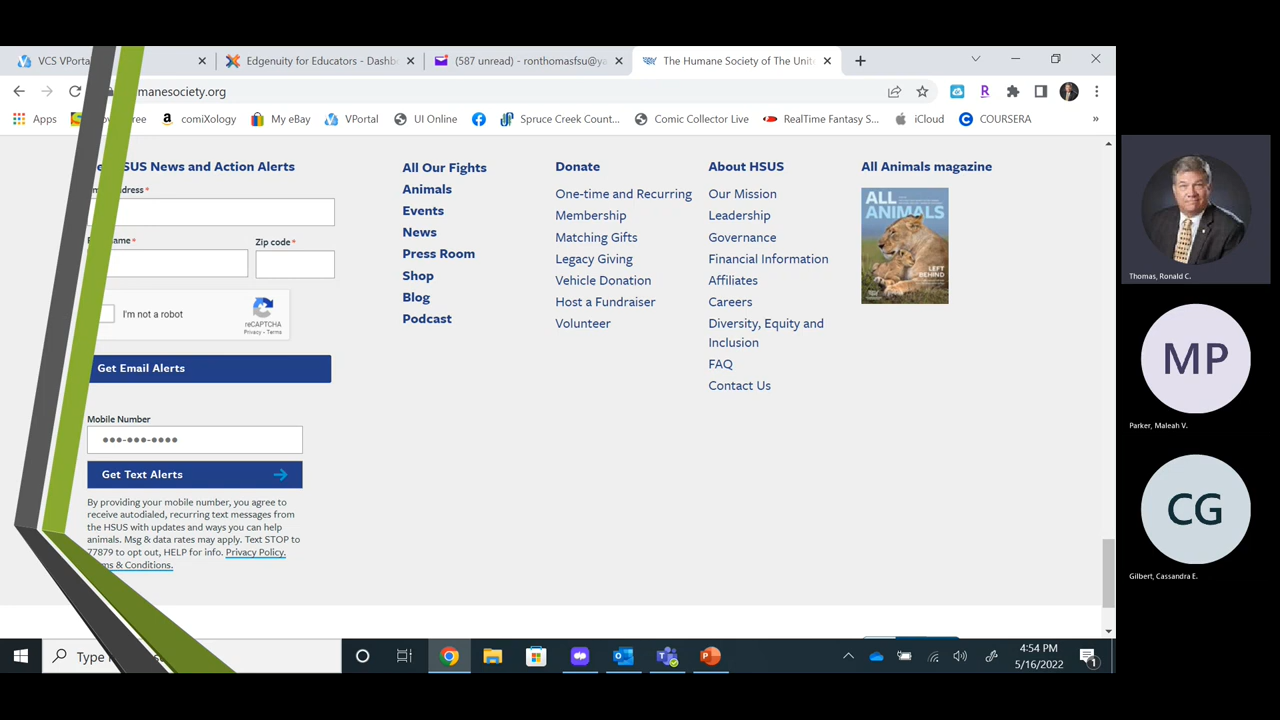 VCS VPorta
Edgenuity for Educators - Dashb
(587 unread) - ronthomasfsu@ya
The Humane Society of The Unit
manesociety.org
Apps
comiXology
My eBay
VPortal
UI Online
Spruce Creek Count...
Comic Collector Live
RealTime Fantasy S...
iCloud
COURSERA
»
HSUS News and Action Alerts
Zip code *
I'm not a robot
reCAPTCHA
Privacy - Terms
Get Email Alerts
Mobile Number
●●●-●●●-●●●●
Get Text Alerts
By providing your mobile number, you agree to
receive autodialed, recurring text messages from
the HSUS with updates and ways you can help
animals. Msg & data rates may apply. Text STOP to
77879 to opt out, HELP for info. Privacy Policy.
& Conditions.
All Our Fights
Animals
Events
News
Press Room
Shop
Blog
Podcast
Donate
One-time and Recurring
Membership
Matching Gifts
Legacy Giving
Vehicle Donation
Host a Fundraiser
Volunteer
About HSUS
Our Mission
Leadership
Governance
Financial Information
Affiliates
Careers
Diversity, Equity and
Inclusion
FAQ
Contact Us
All Animals magazine
ALL
ANIMALS
LEFT
BEHIND
Thomas, Ronald C.
MP
Parker, Maleah V.
CG
Gilbert, Cassandra E.
Type
4:54 PM
5/16/2022
1